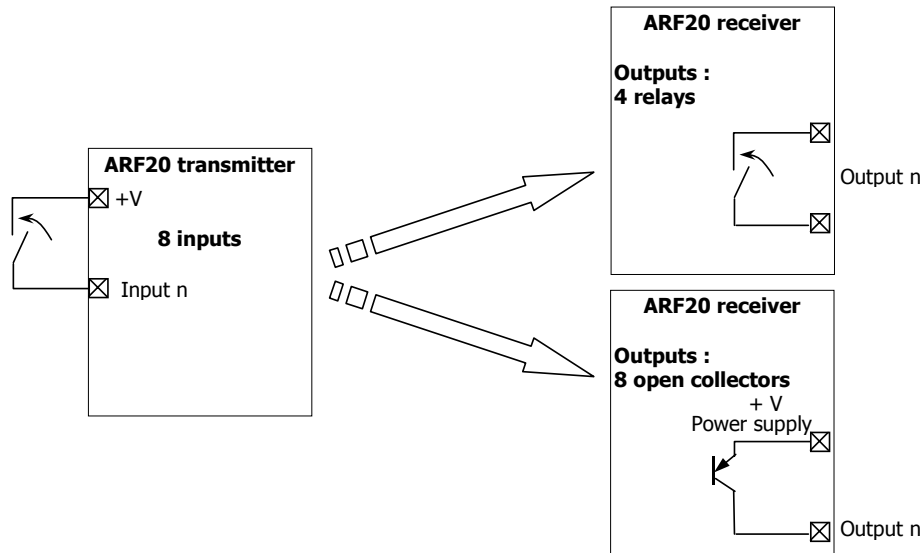 ARF20 transmitter
+V
8 inputs
Input n
ARF20 receiver
Outputs :
4 relays
Output n
ARF20 receiver
Outputs :
8 open collectors
+ V
Power supply
Output n